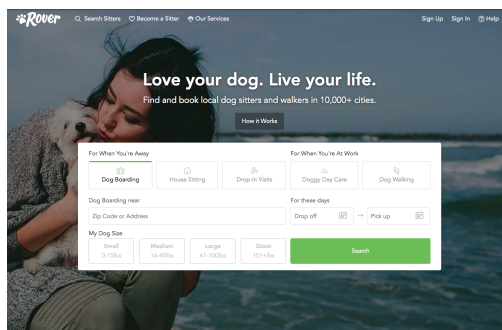 Rover
Search Sitters
Become a Sitter
Our Services
Sign Up
Sign In
Help
Love your dog. Live your life.
Find and book local dog sitters and walkers in 10,000+ cities.
How it Works
For When You're Away
For When You're At Work
Dog Boarding
House Sitting
Drop-In Visits
Doggy Day Care
Dog Walking
Dog Boarding near
For these days
Zip Code or Address
Drop off
→ Pick up
My Dog Size
Small
0-15lbs
Medium
16-40lbs
Large
41-100lbs
Giant
101+lbs
Search